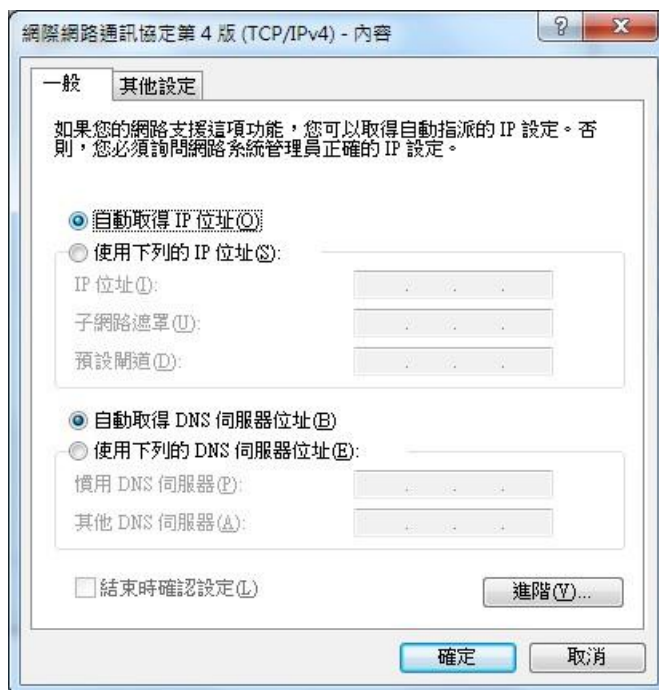 網際網路通訊協定第 4 版 (TCP/IPv4) - 內容
一般
其他設定
如果您的網路支援這項功能，您可以取得自動指派的 IP 設定。否
則，您必須詢問網路系統管理員正確的 IP 設定。
自動取得 IP 位址(O)
使用下列的 IP 位址(S):
IP 位址(I):
子網路遮罩(U):
預設閘道(D):
自動取得 DNS 伺服器位址(B)
使用下列的 DNS 伺服器位址(E):
慣用 DNS 伺服器(P):
其他 DNS 伺服器(A):
結束時確認設定(L)
進階(V)...
確定
取消